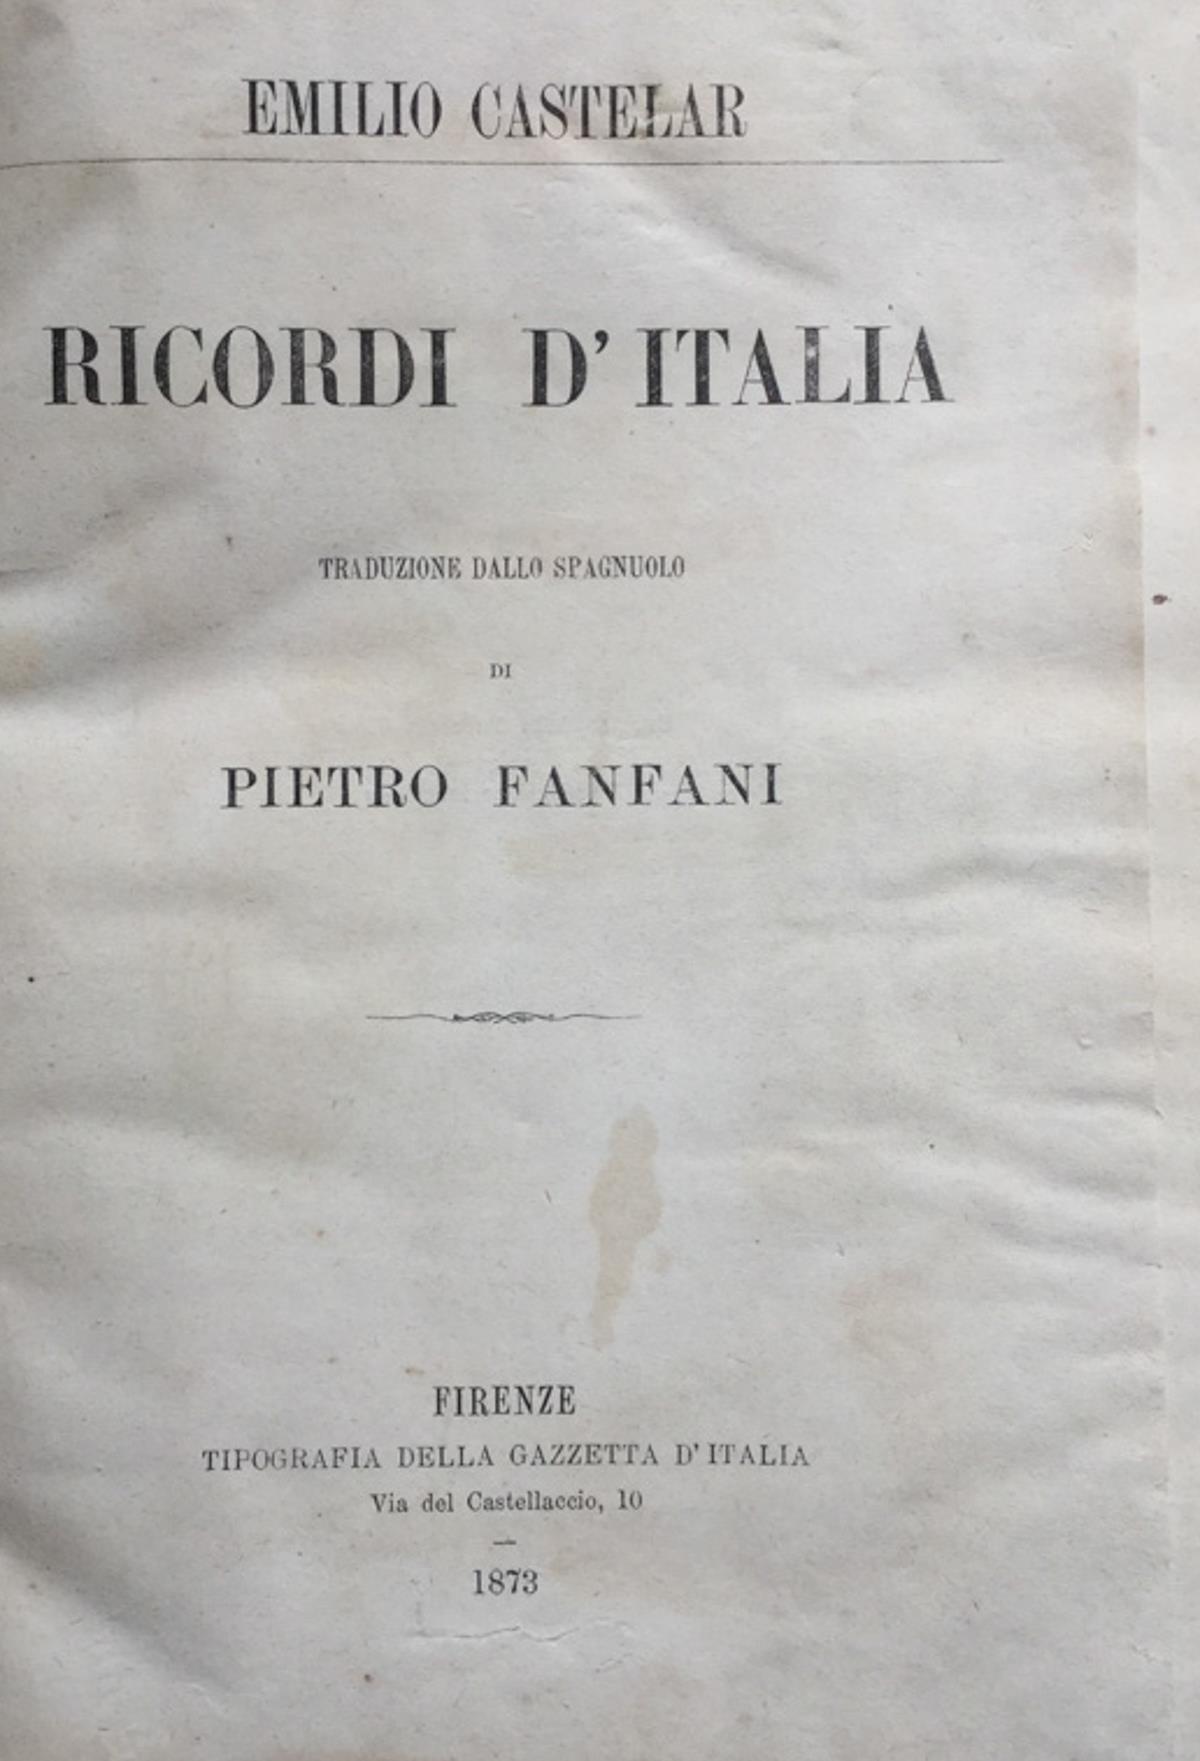 EMILIO CASTELAR
RICORDI D'ITALIA
TRADUZIONE DALLO SPAGNUOLO
DI
PIETRO FANFANI
FIRENZE
TIPOGRAFIA DELLA GAZZETTA D'ITALIA
Via del Castellaccio, 10
1873